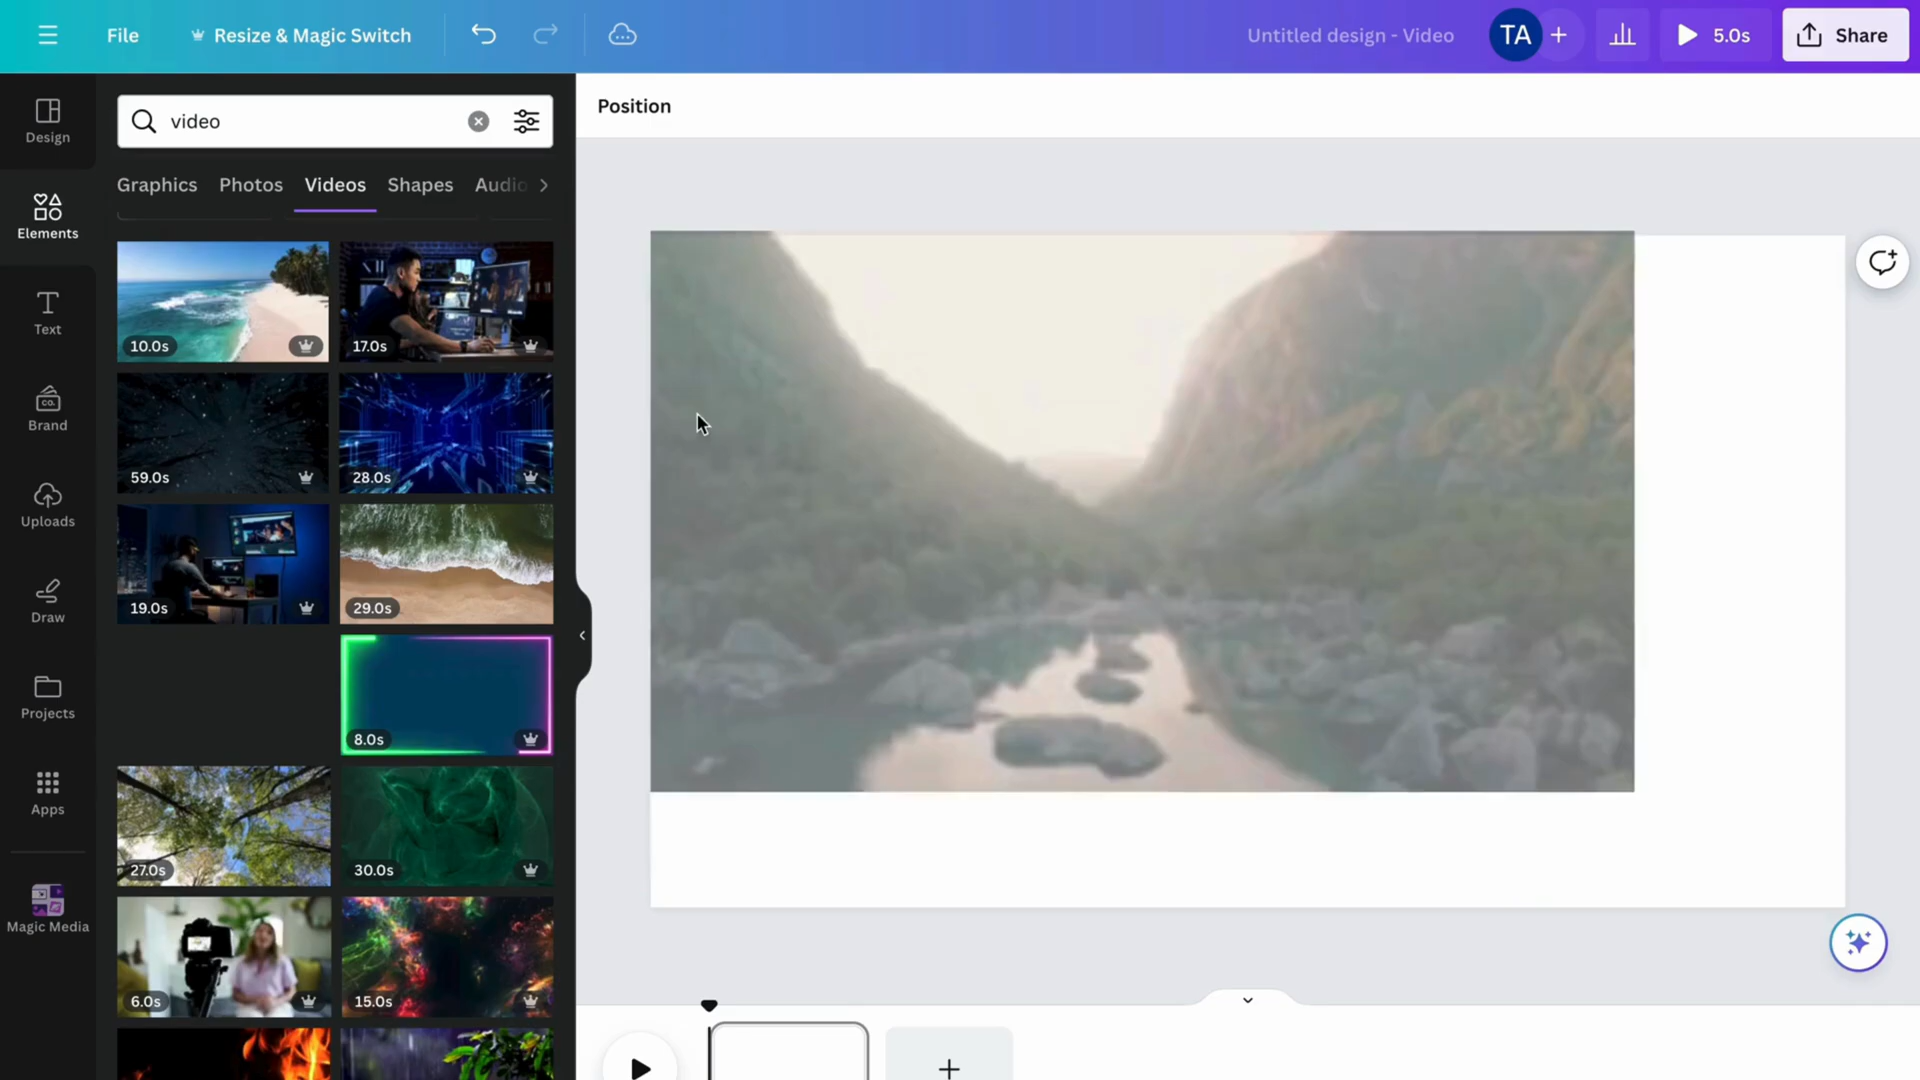 File
Resize & Magic Switch
Untitled design - Video
TA
5.0s
Share
Design
Elements
Text
Brand
CO.
Uploads
Draw
Projects
Apps
Magic Media
video
Graphics
Photos
Videos
Shapes
Audio
10.0s
17.0s
59.0s
28.0s
19.0s
29.0s
8.0s
27.0s
30.0s
6.0s
15.0s
Position